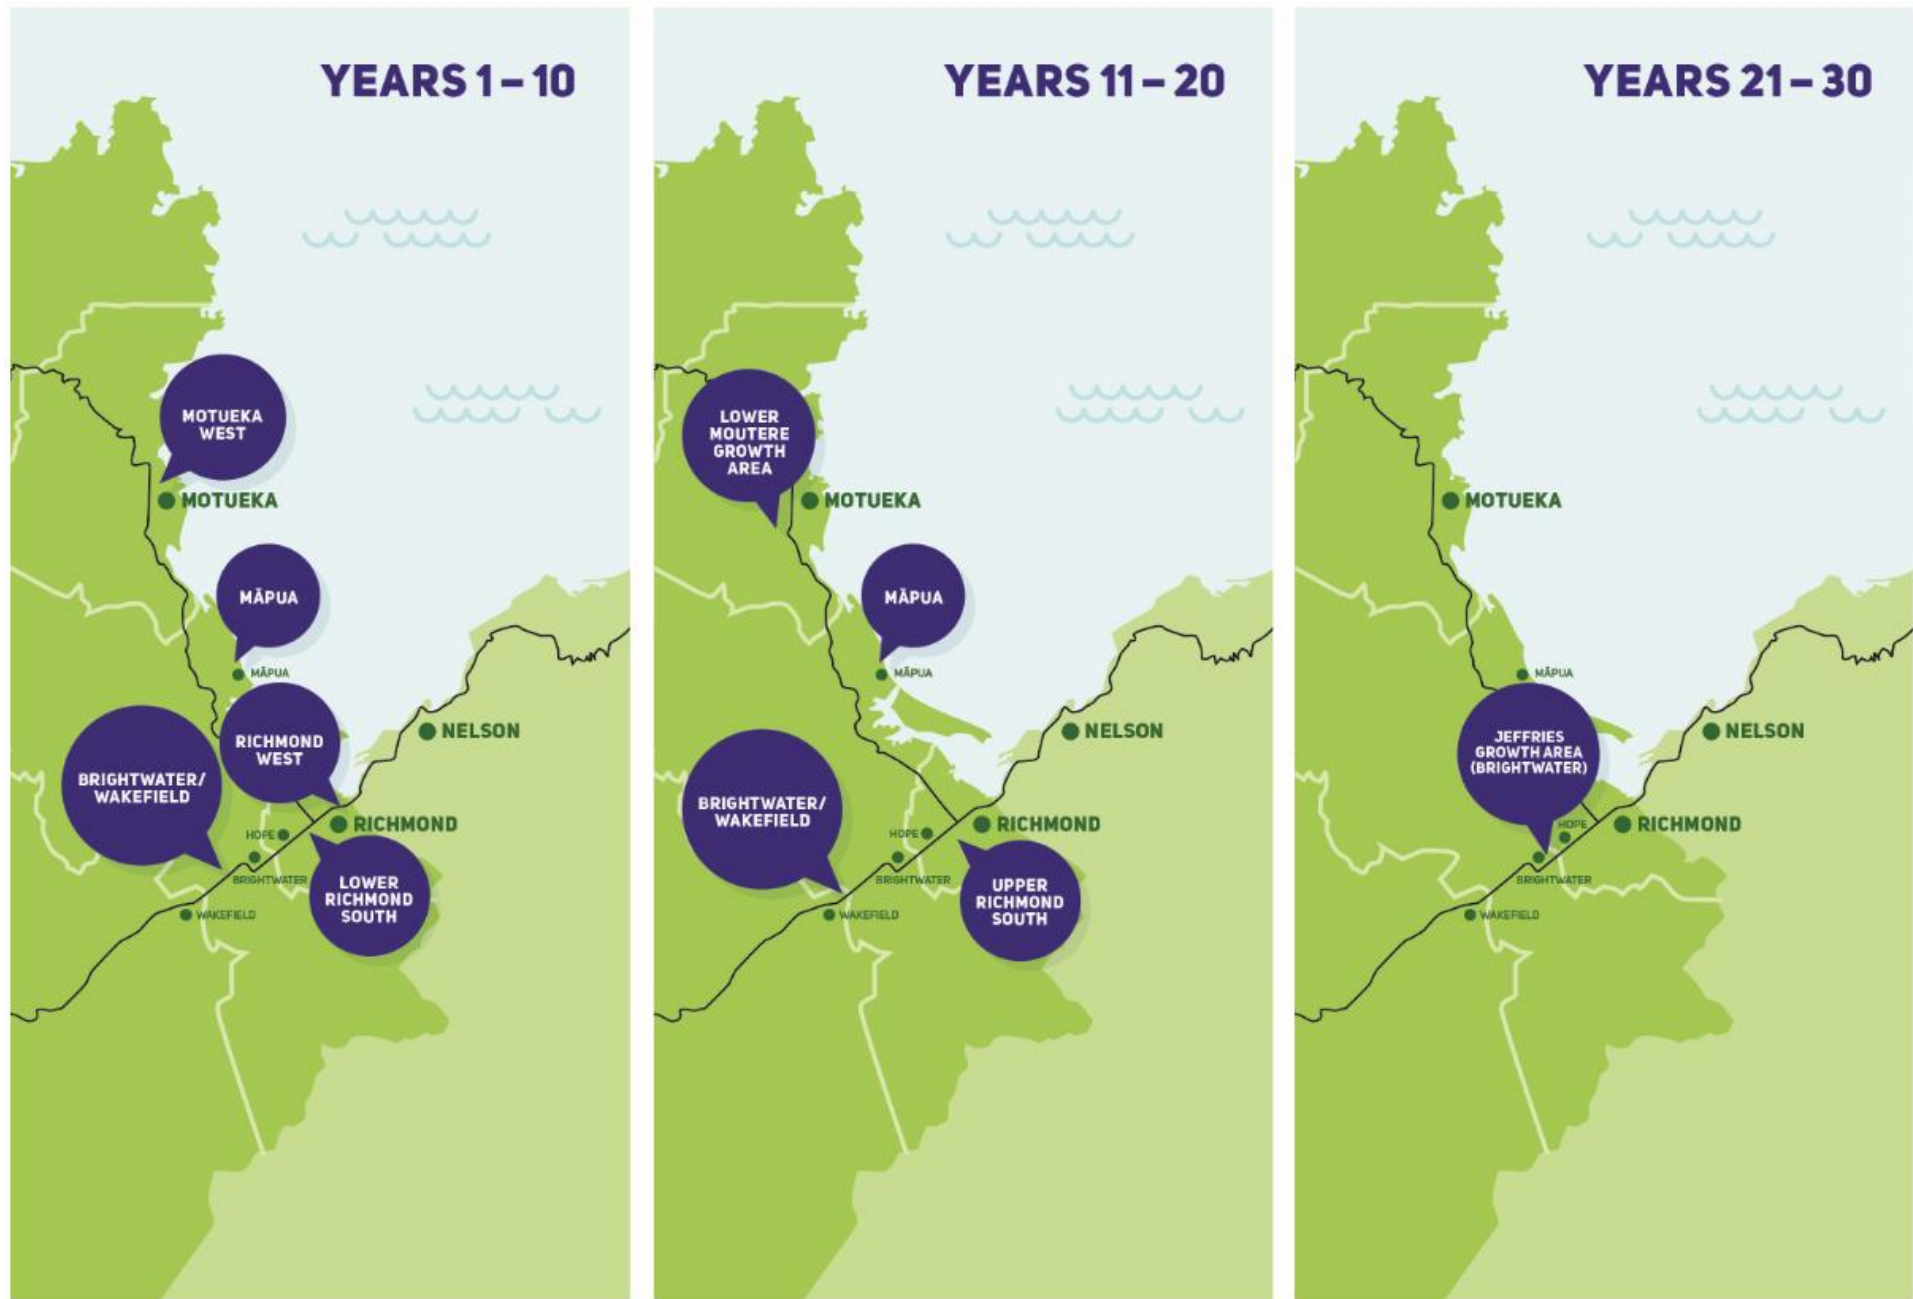 YEARS 1 – 10
MOTUEKA
WEST
MOTUEKA
MĀPUA
MĀPUA
RICHMOND
WEST
NELSON
BRIGHTWATER/
WAKEFIELD
RICHMOND
HOPE
BRIGHTWATER
LOWER
RICHMOND
SOUTH
WAKEFIELD
YEARS 11 – 20
LOWER
MOUTERE
GROWTH
AREA
MOTUEKA
MĀPUA
MĀPUA
NELSON
BRIGHTWATER/
WAKEFIELD
RICHMOND
HOPE
BRIGHTWATER
UPPER
RICHMOND
SOUTH
WAKEFIELD
YEARS 21 – 30
MOTUEKA
MĀPUA
NELSON
JEFFRIES
GROWTH AREA
(BRIGHTWATER)
RICHMOND
HOPE
BRIGHTWATER
WAKEFIELD